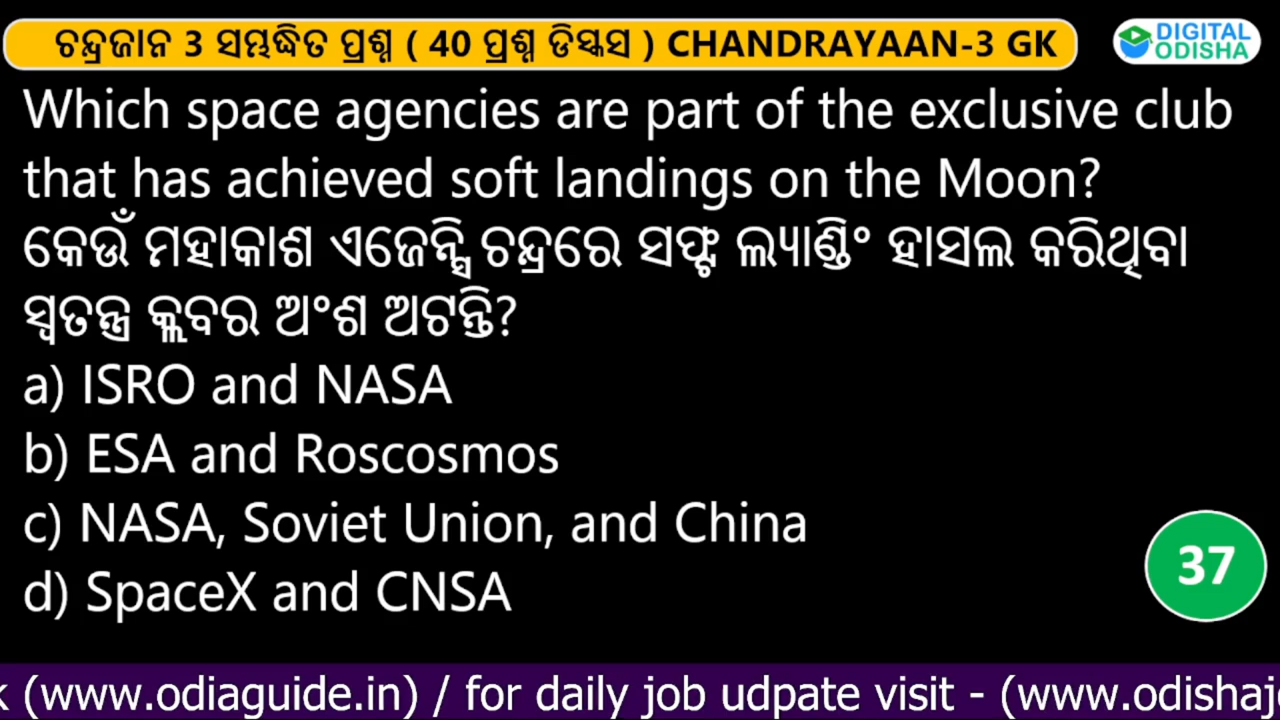 ଚନ୍ଦ୍ରଜାନ 3 ସମ୍ଭନ୍ଧିତ ପ୍ରଶ୍ନ ( 40 ପ୍ରଶ୍ନ ଡିସ୍କସ ) CHANDRAYAAN-3 GK
DIGITAL
ODISHA
Which space agencies are part of the exclusive club
that has achieved soft landings on the Moon?
କେଉଁ ମହାକାଶ ଏଜେନ୍ସି ଚନ୍ଦ୍ରରେ ସଫ୍ଟ ଲ୍ୟାଣ୍ଡିଂ ହାସଲ କରିଥିବା
ସ୍ୱତନ୍ତ୍ର କ୍ଲବର ଅଂଶ ଅଟନ୍ତି?
a) ISRO and NASA
b) ESA and Roscosmos
c) NASA, Soviet Union, and China
d) SpaceX and CNSA
37
k (www.odiaguide.in) / for daily job udpate visit - (www.odishajo